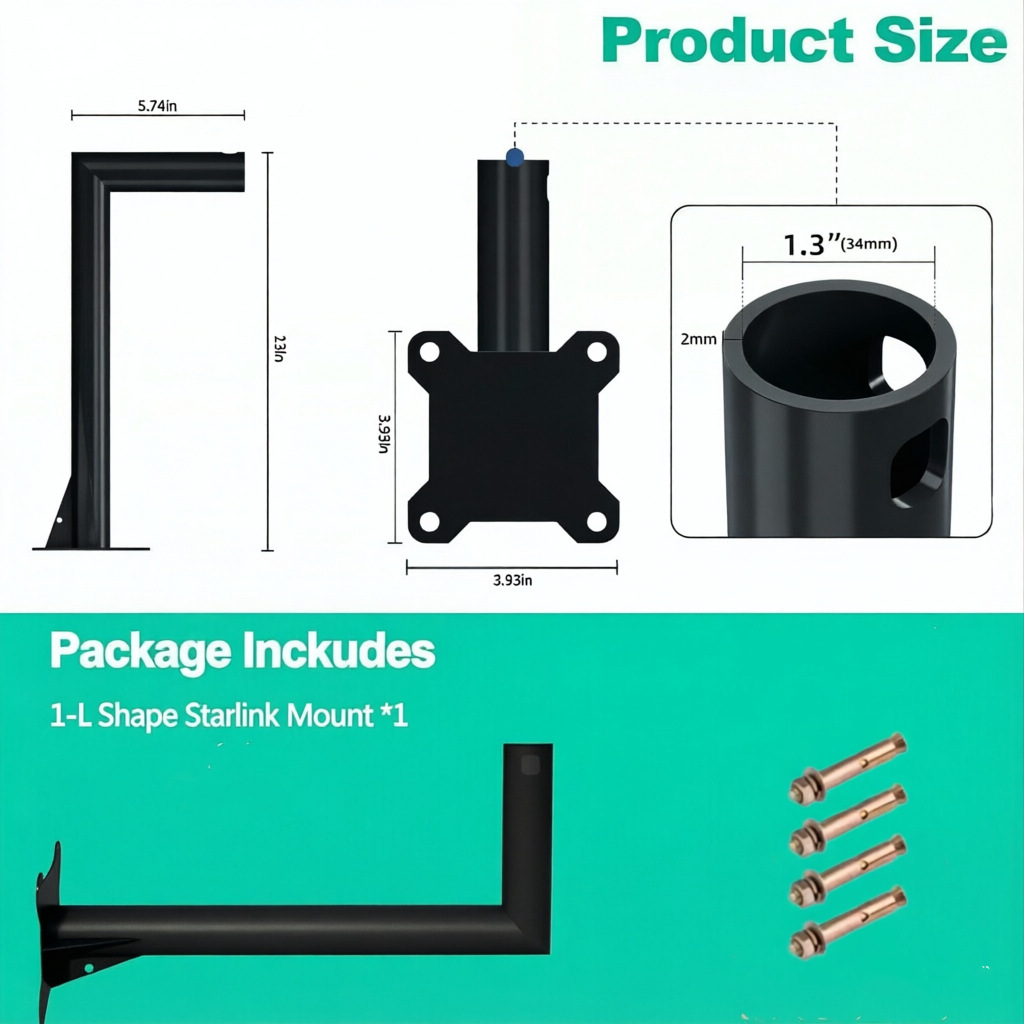 Product Size
5.74in
23In
3.93In
3.93in
1.3”(34mm)
2mm
Package Inckudes
1-L Shape Starlink Mount *1